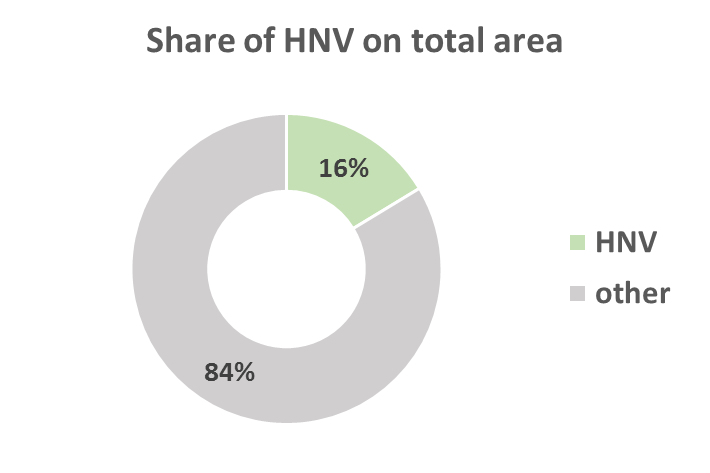 Share of HNV on total area
16%
HNV
other
84%